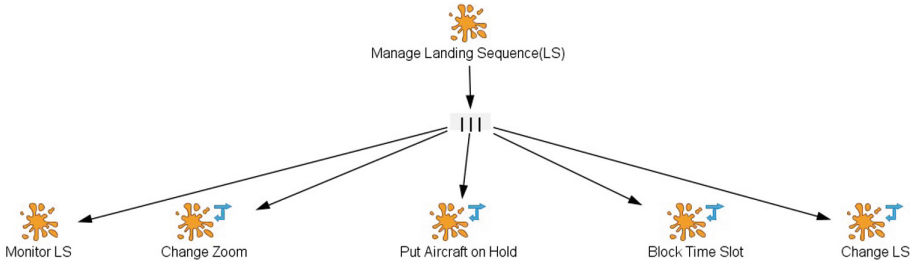 Manage Landing Sequence(LS)
|||
Monitor LS
Change Zoom
Put Aircraft on Hold
Block Time Slot
Change LS